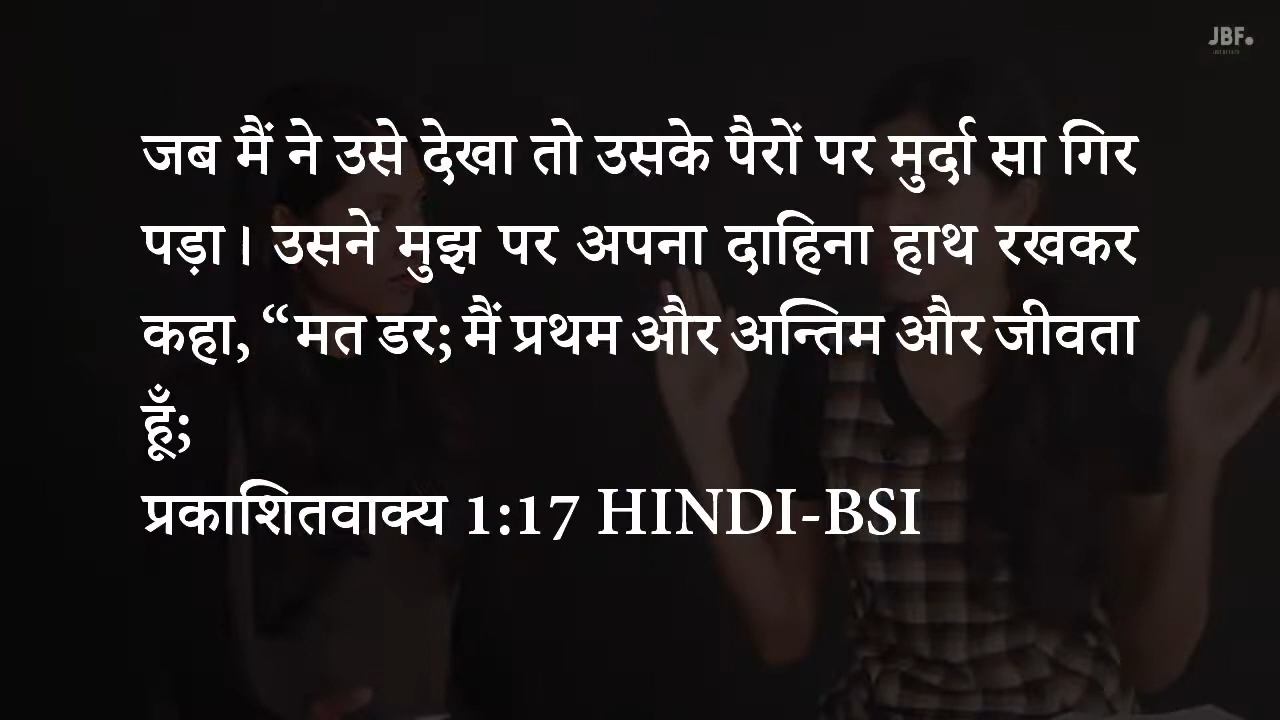 JBF.
जब मैं ने उसे देखा तो उसके पैरों पर मुर्दा सा गिर
पड़ा। उसने मुझ पर अपना दाहिना हाथ रखकर
कहा, “मत डर; मैं प्रथम और अन्तिम और जीवता
हूँ;
प्रकाशितवाक्य 1:17 HINDI-BSI